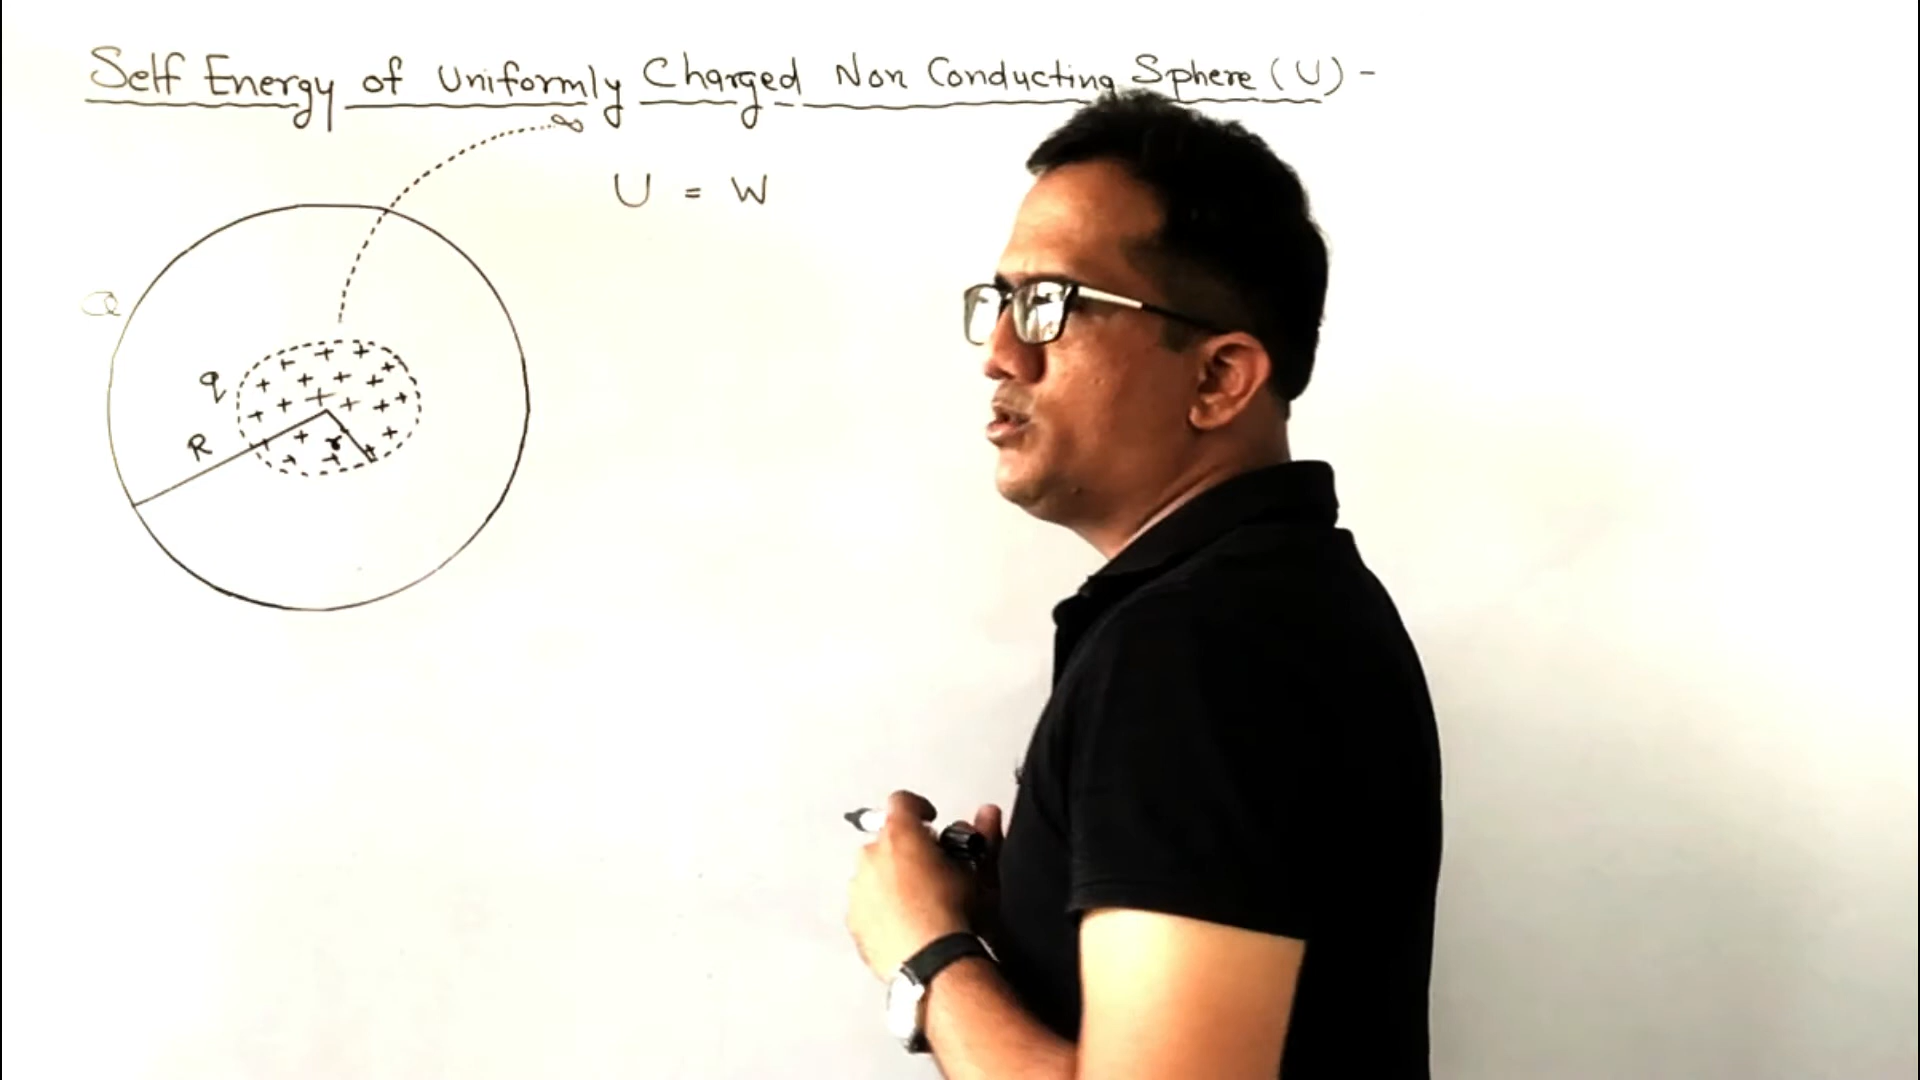 Self Energy of Uniformly Charged Non Conducting Sphere (U) -
∞
U = W
Q
q
R
r